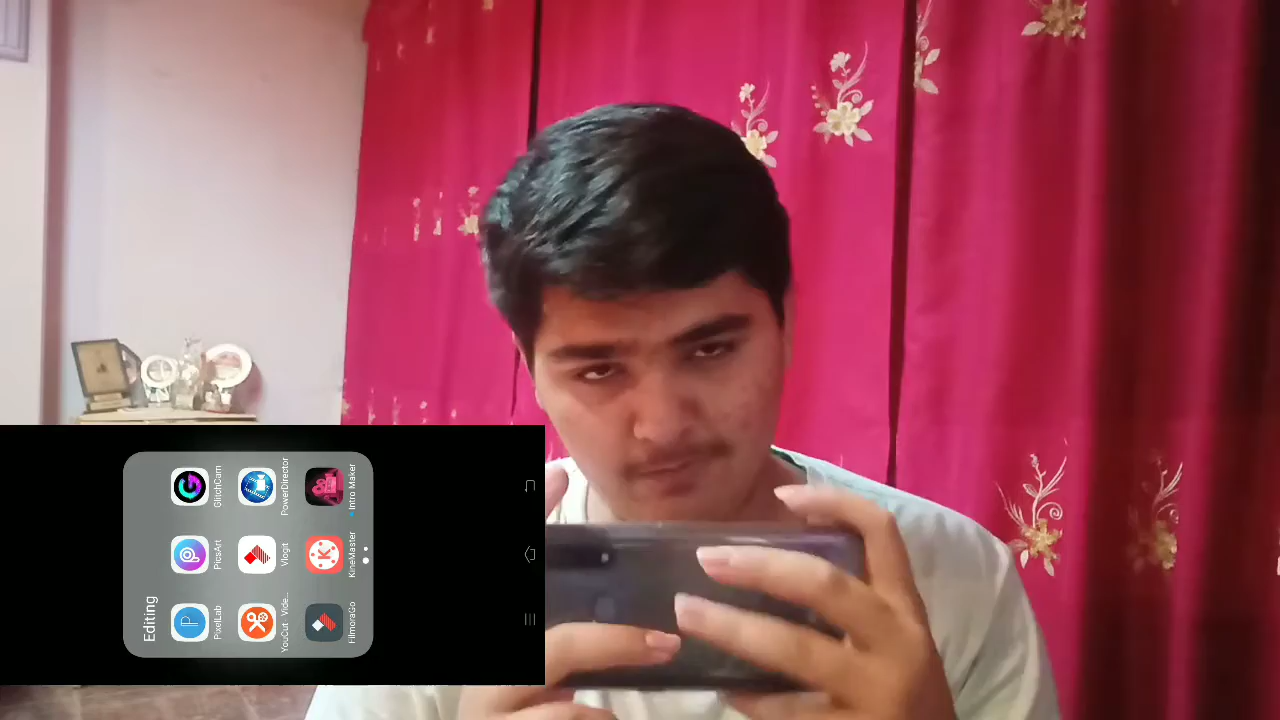 Editing
PixelLab
PicsArt
GlitchCam
YouCut - Vide...
Vlogit
PowerDirector
FilmoraGo
KineMaster
Intro Maker